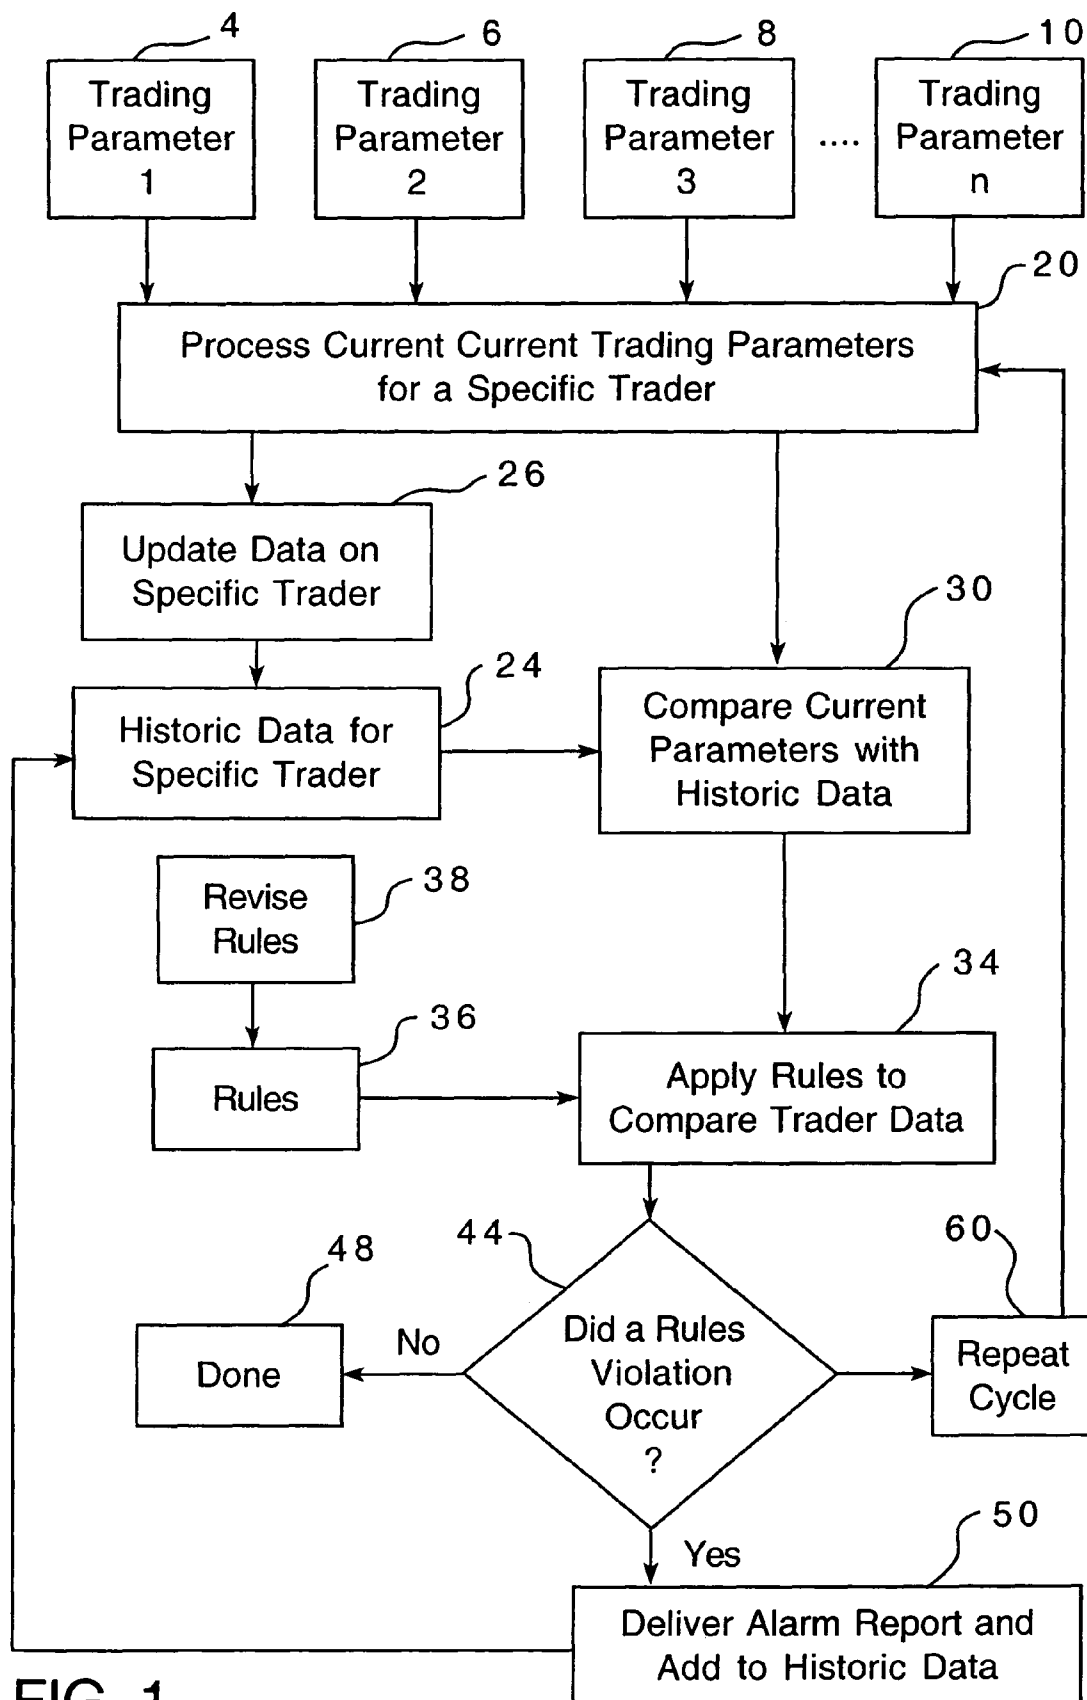 4
6
8
10
Trading
Parameter
1
Trading
Parameter
2
Trading
Parameter
3
....
Trading
Parameter
n
20
Process Current Current Trading Parameters
for a Specific Trader
26
Update Data on
Specific Trader
30
24
Historic Data for
Specific Trader
Compare Current
Parameters with
Historic Data
38
Revise
Rules
34
36
Rules
Apply Rules to
Compare Trader Data
44
60
48
Done
No
Did a Rules
Violation
Occur
?
Repeat
Cycle
Yes
50
Deliver Alarm Report and
Add to Historic Data
FIG. 1